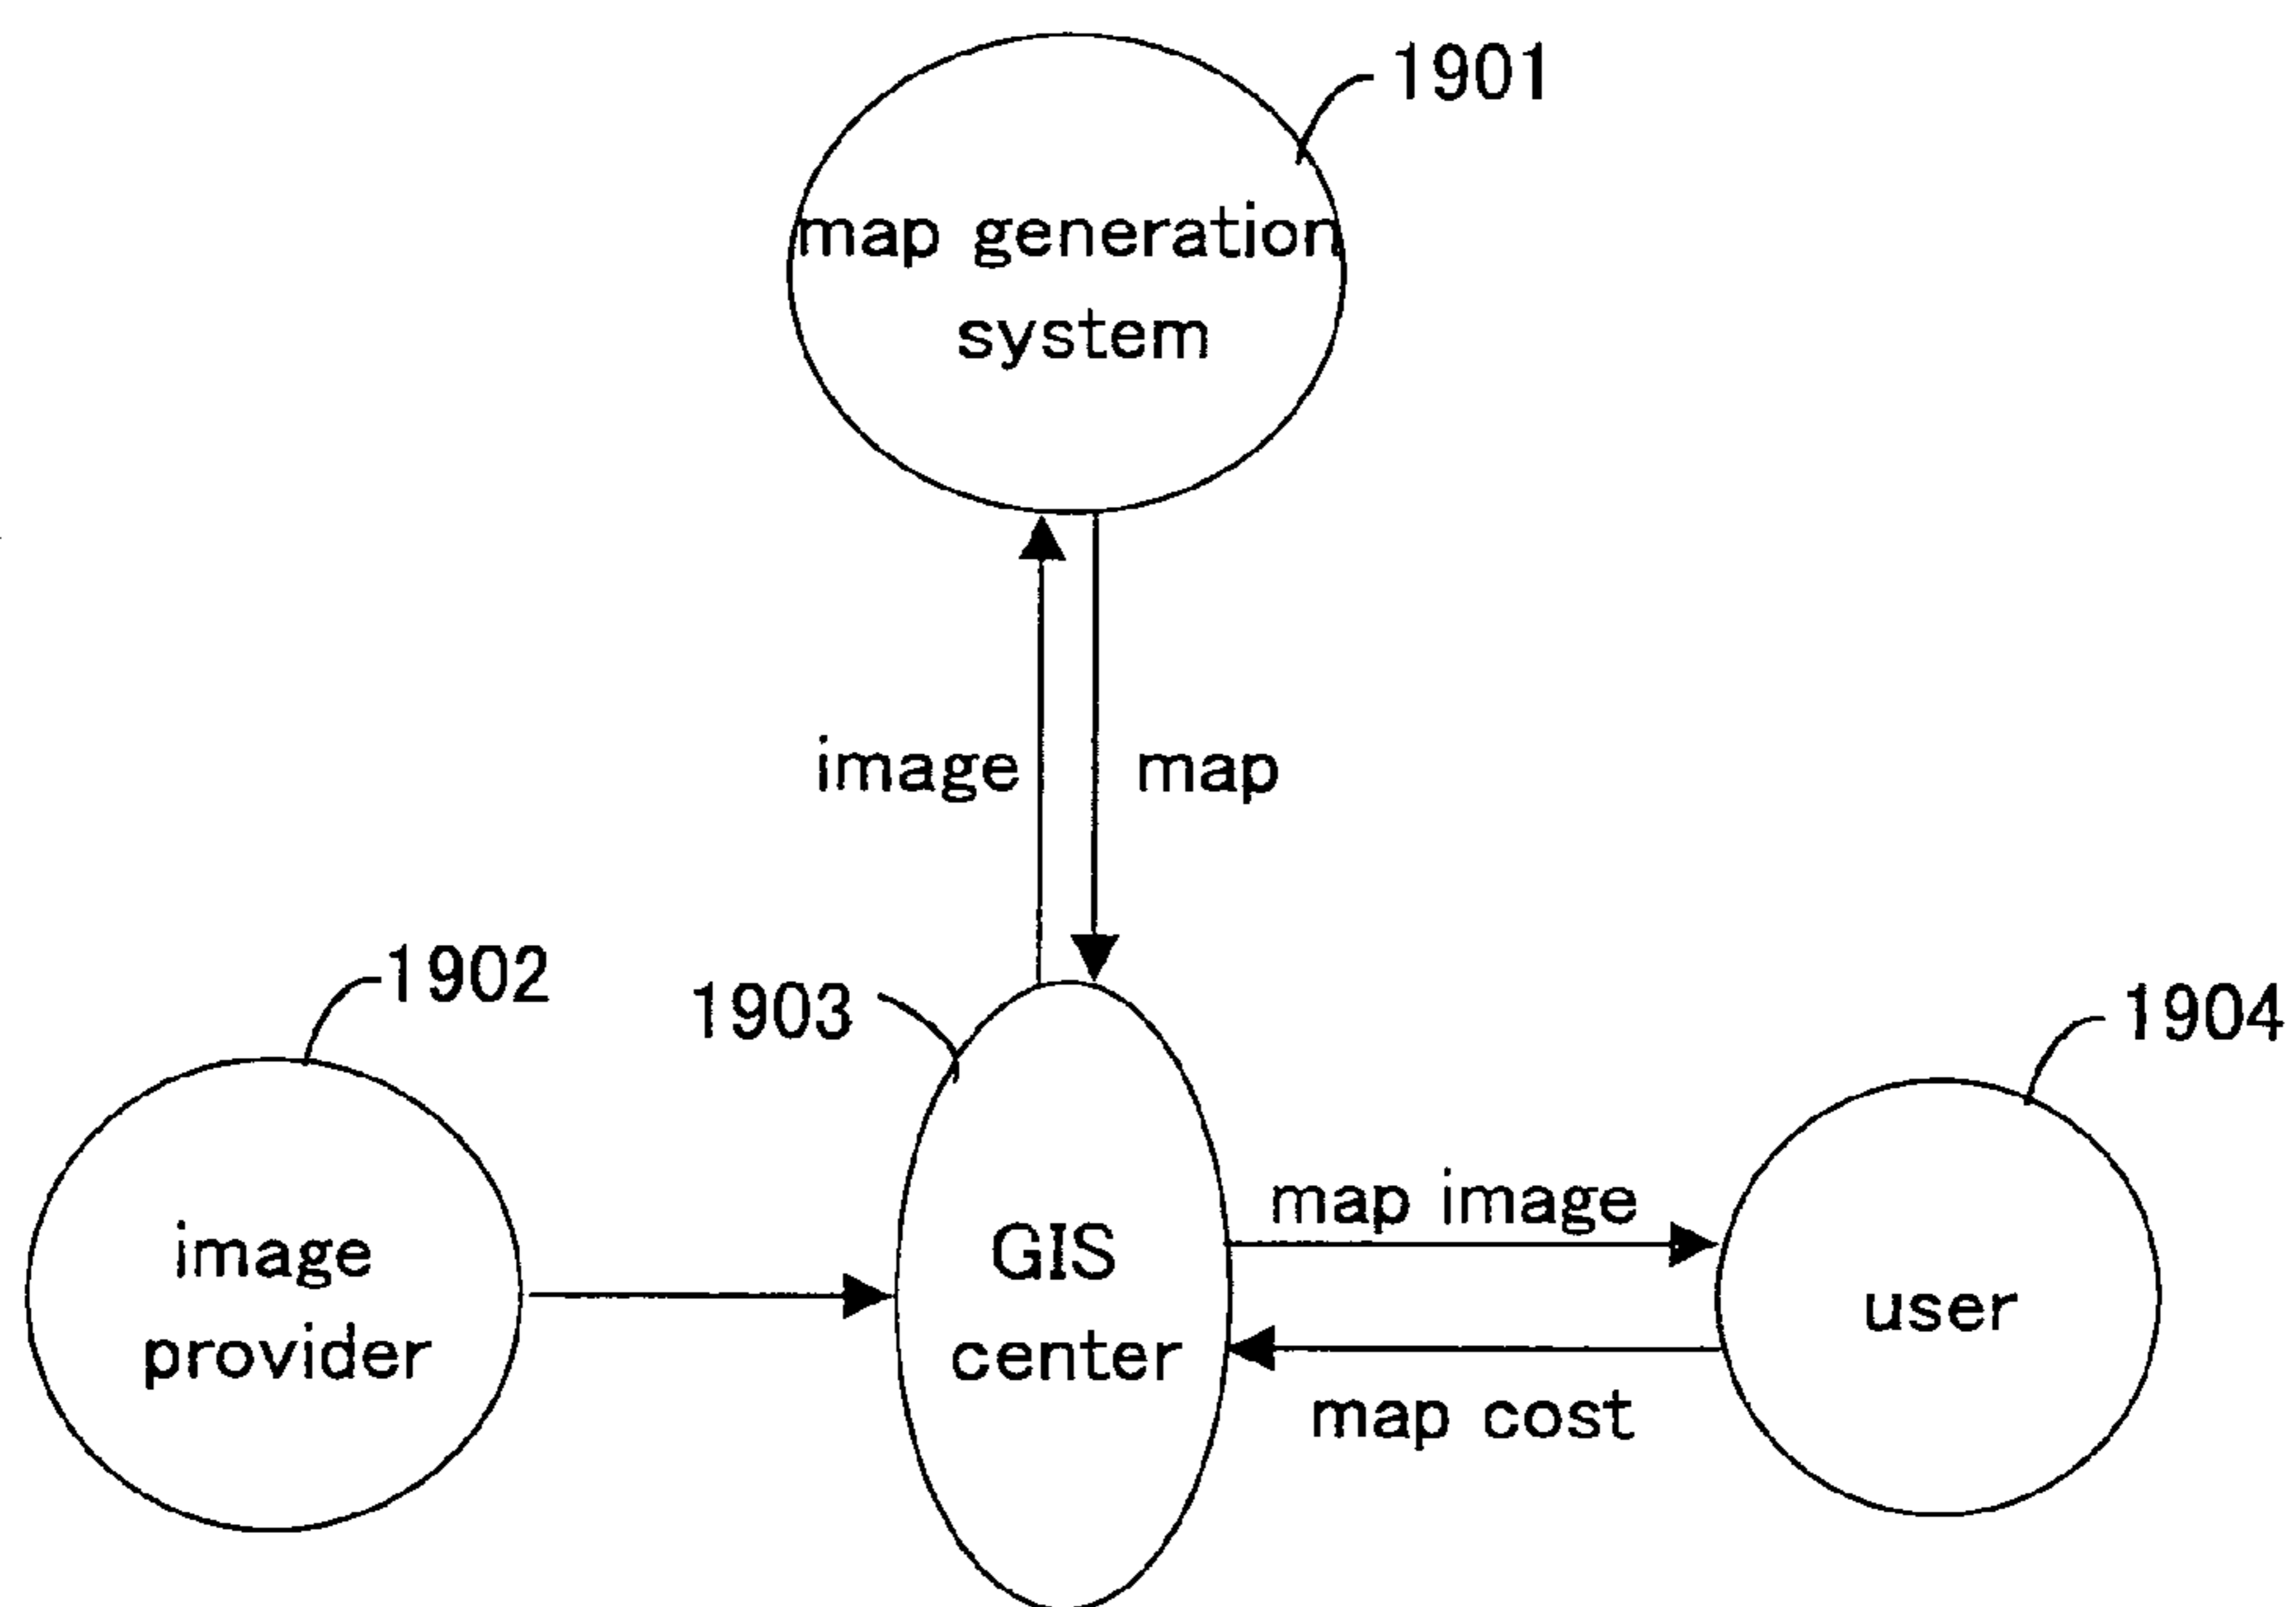 1901
map generation
system
image
map
1902
1903
1904
image
provider
GIS
center
map image
user
map cost